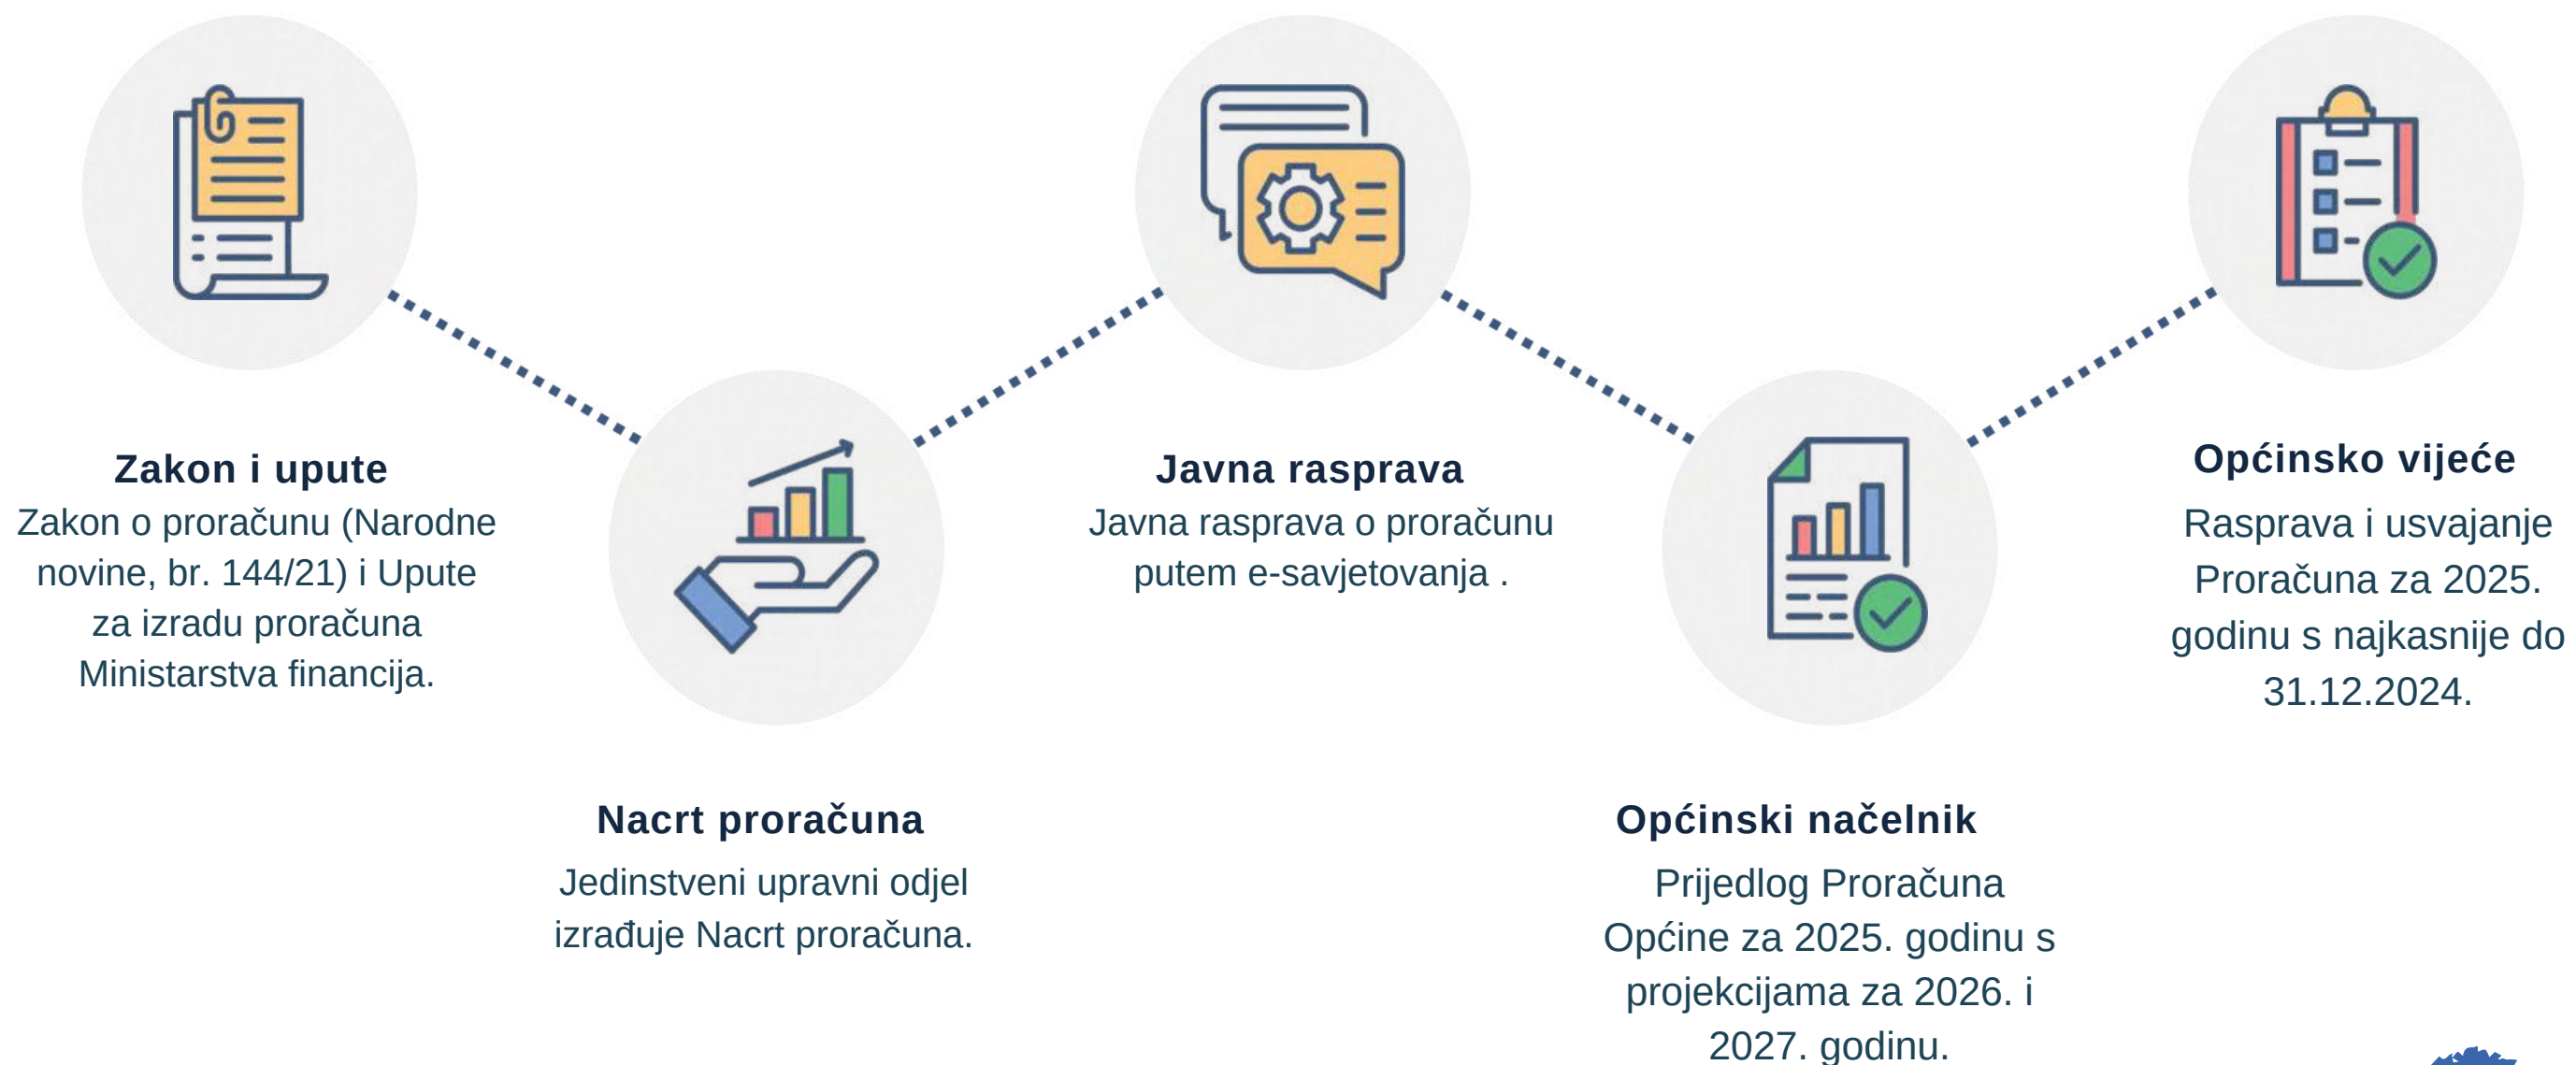 Zakon i upute
Zakon o proračunu (Narodne
novine, br. 144/21) i Upute
za izradu proračuna
Ministarstva financija.
Nacrt proračuna
Jedinstveni upravni odjel
izrađuje Nacrt proračuna.
Javna rasprava
Javna rasprava o proračunu
putem e-savjetovanja .
Općinski načelnik
Prijedlog Proračuna
Općine za 2025. godinu s
projekcijama za 2026. i
2027. godinu.
Općinsko vijeće
Rasprava i usvajanje
Proračuna za 2025.
godinu s najkasnije do
31.12.2024.